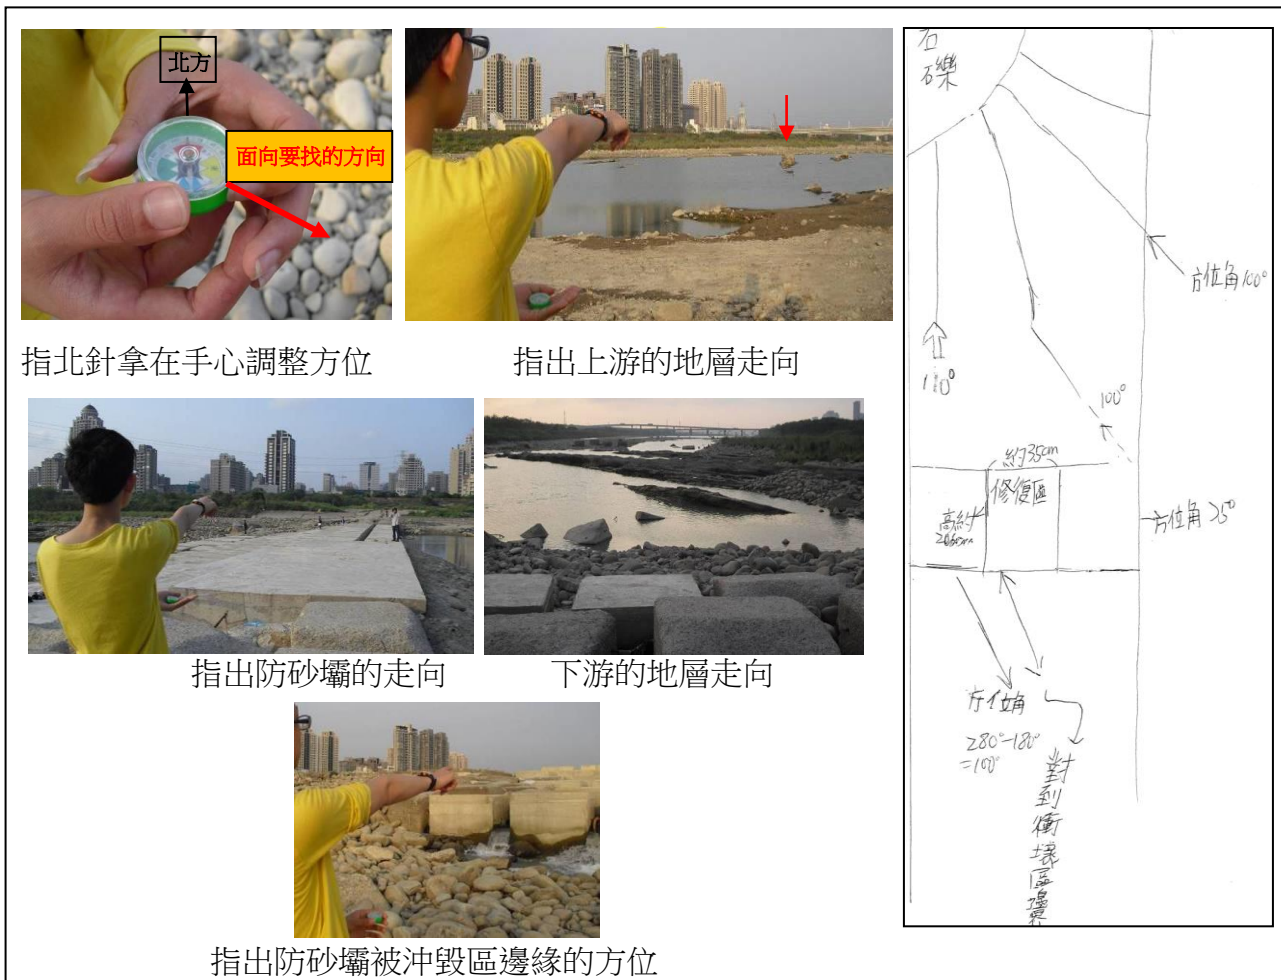 北方
面向要找的方向
指北針拿在手心調整方位
指出上游的地層走向
指出防砂壩的走向
下游的地層走向
指出防砂壩被沖毀區邊緣的方位
石
礫
方位角100°
110°
100°
約35cm
修復區
高約
方位角25°
方位角
280°-180°
=100°
對到衝壞區邊界